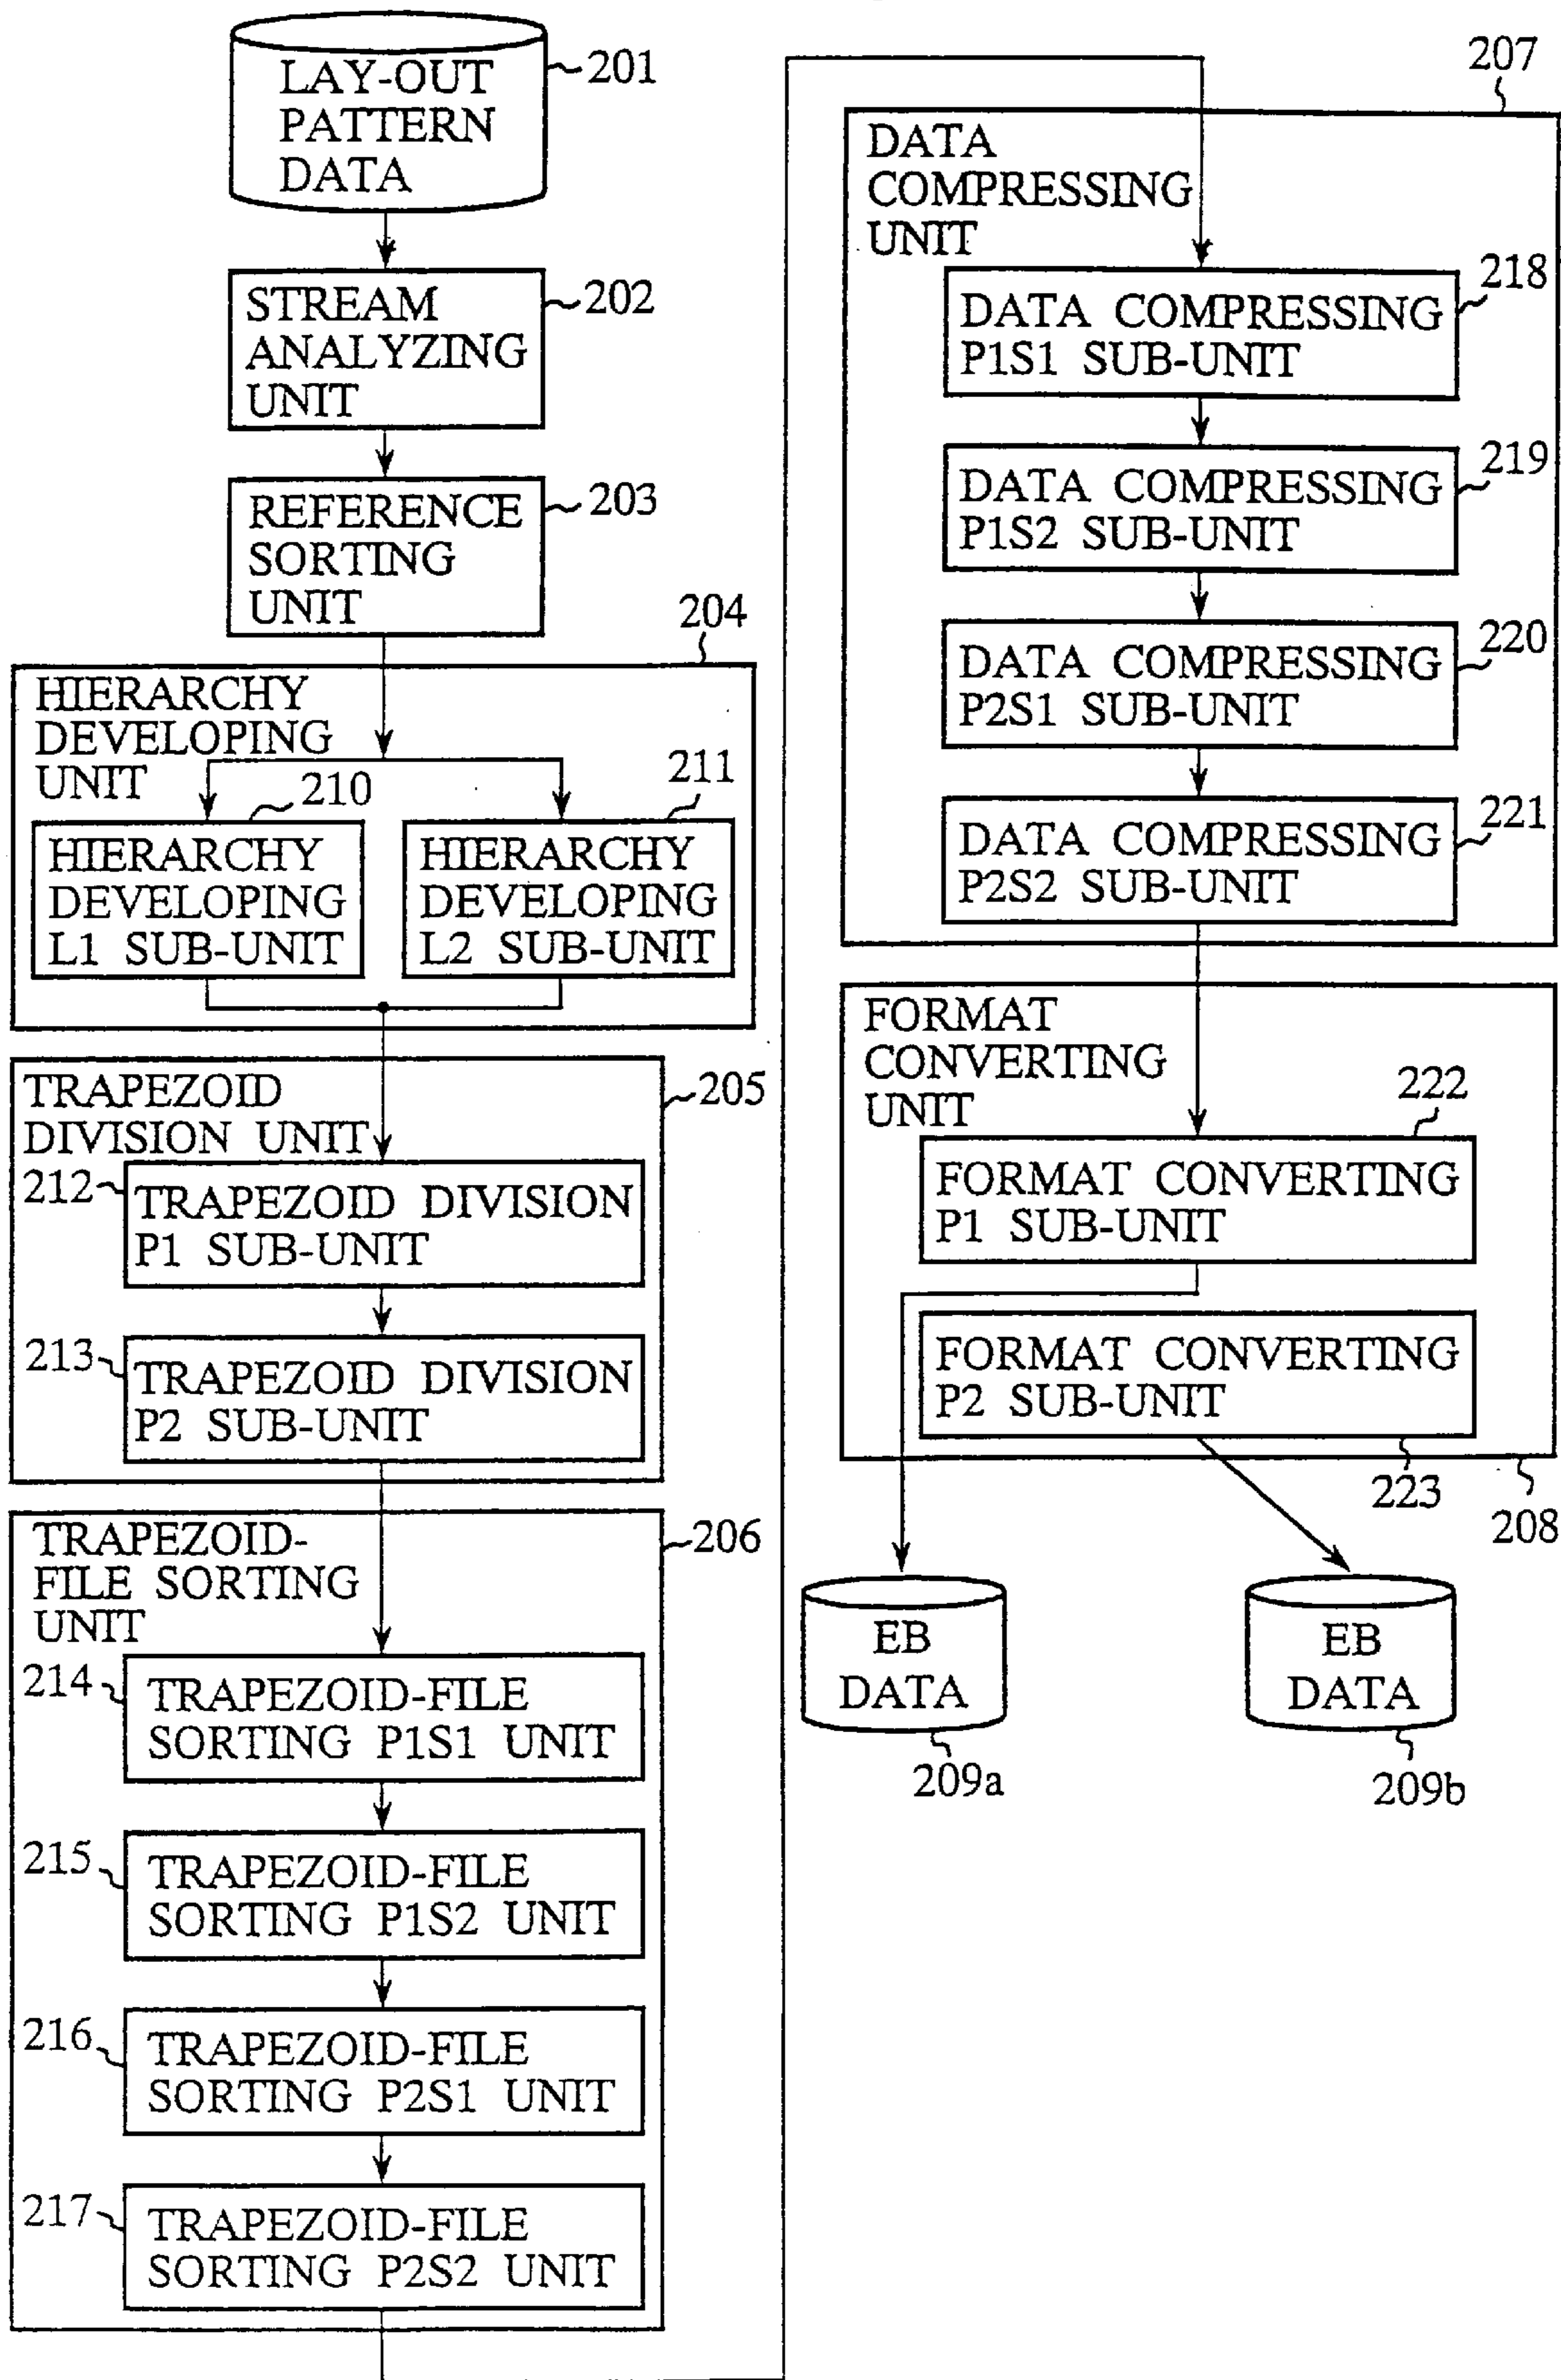 LAY-OUT
PATTERN
DATA
201
STREAM
ANALYZING
UNIT
202
REFERENCE
SORTING
UNIT
203
204
HIERARCHY
DEVELOPING
UNIT
210
211
HIERARCHY
DEVELOPING
L1 SUB-UNIT
HIERARCHY
DEVELOPING
L2 SUB-UNIT
TRAPEZOID
DIVISION UNIT
205
212
TRAPEZOID DIVISION
P1 SUB-UNIT
213
TRAPEZOID DIVISION
P2 SUB-UNIT
TRAPEZOID-
FILE SORTING
UNIT
206
214
TRAPEZOID-FILE
SORTING P1S1 UNIT
215
TRAPEZOID-FILE
SORTING P1S2 UNIT
216
TRAPEZOID-FILE
SORTING P2S1 UNIT
217
TRAPEZOID-FILE
SORTING P2S2 UNIT
207
DATA
COMPRESSING
UNIT
218
DATA COMPRESSING
P1S1 SUB-UNIT
219
DATA COMPRESSING
P1S2 SUB-UNIT
220
DATA COMPRESSING
P2S1 SUB-UNIT
221
DATA COMPRESSING
P2S2 SUB-UNIT
FORMAT
CONVERTING
UNIT
222
FORMAT CONVERTING
P1 SUB-UNIT
FORMAT CONVERTING
P2 SUB-UNIT
223
208
EB
DATA
209a
EB
DATA
209b